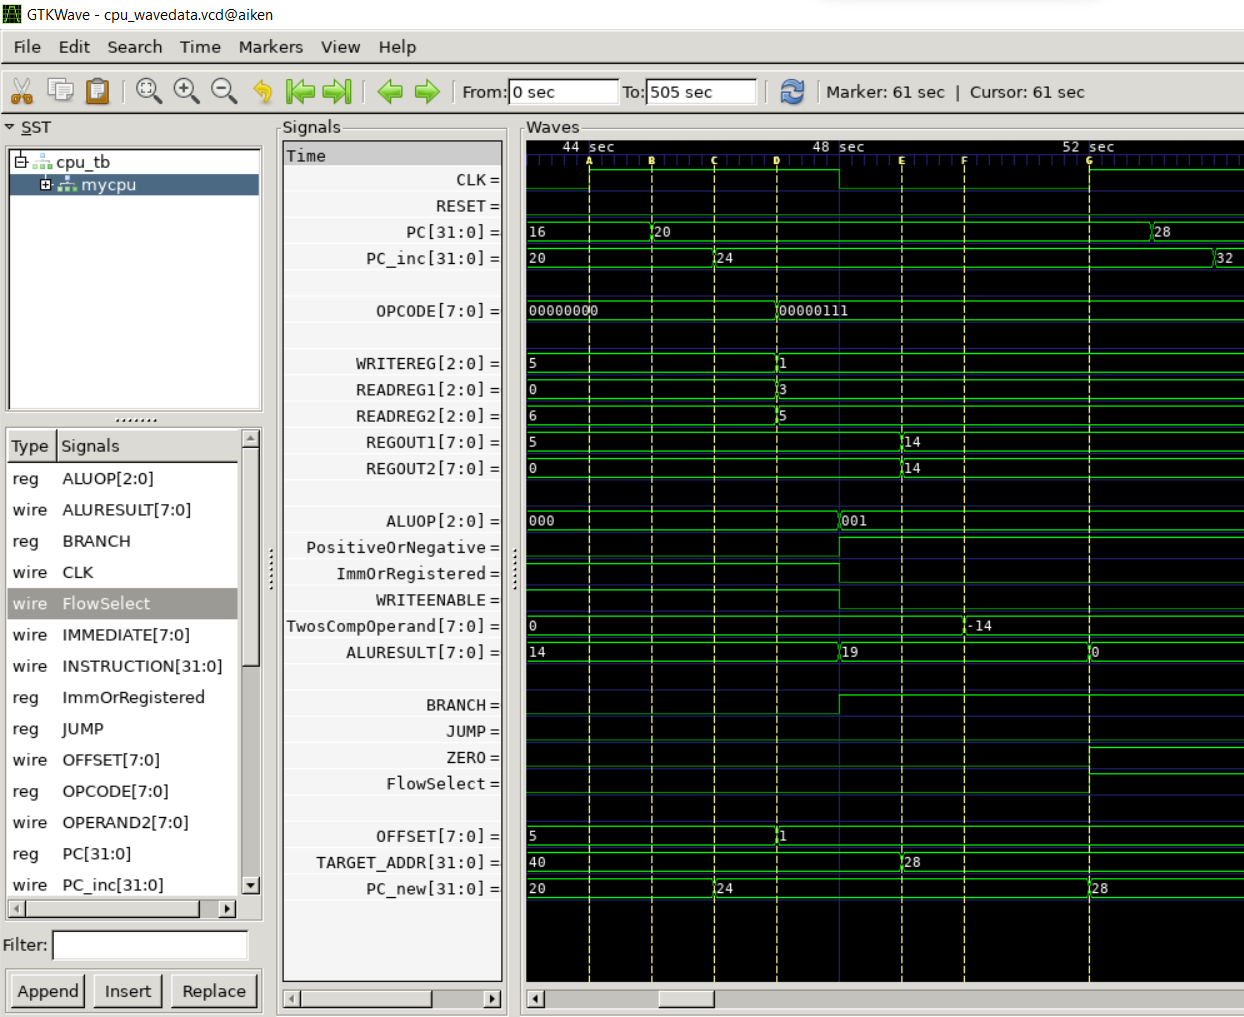 GTKWave - cpu_wavedata.vcd@aiken
File Edit Search Time Markers View Help
From: 0 sec To: 505 sec Marker: 61 sec | Cursor: 61 sec
SST
cpu_tb
mycpu
Type Signals
reg ALUOP[2:0]
wire ALURESULT[7:0]
reg BRANCH
wire CLK
wire FlowSelect
wire IMMEDIATE[7:0]
wire INSTRUCTION[31:0]
reg ImmOrRegistered
reg JUMP
wire OFFSET[7:0]
reg OPCODE[7:0]
wire OPERAND2[7:0]
reg PC[31:0]
wire PC_inc[31:0]
Filter:
Append Insert Replace
Signals
Time
CLK =
RESET =
PC[31:0] =
PC_inc[31:0] =
OPCODE[7:0] =
WRITEREG[2:0] =
READREG1[2:0] =
READREG2[2:0] =
REGOUT1[7:0] =
REGOUT2[7:0] =
ALUOP[2:0] =
PositiveOrNegative =
ImmOrRegistered =
WRITEENABLE =
TwosCompOperand[7:0] =
ALURESULT[7:0] =
BRANCH =
JUMP =
ZERO =
FlowSelect =
OFFSET[7:0] =
TARGET_ADDR[31:0] =
PC_new[31:0] =
Waves
44 sec 48 sec 52 sec
A B C D E F G
16 20 28
20 24 32
00000000 00000111
5 1
0 3
6 5
5 14
0 14
000 001
0 -14
14 19 0
5 1
40 28
20 24 28